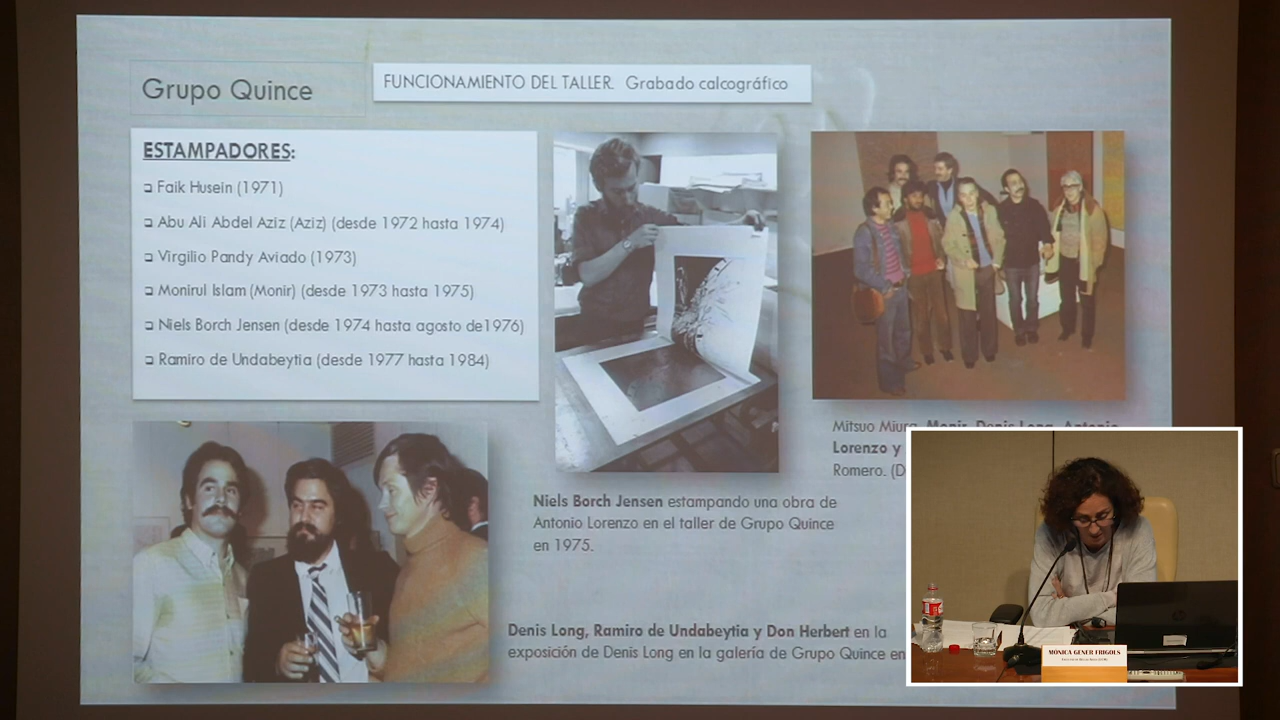 Grupo Quince
FUNCIONAMIENTO DEL TALLER. Grabado calcográfico
ESTAMPADORES:
❑ Faik Husein (1971)
❑ Abu Ali Abdel Aziz (Aziz) (desde 1972 hasta 1974)
❑ Virgilio Pandy Aviado (1973)
❑ Monirul Islam (Monir) (desde 1973 hasta 1975)
❑ Niels Borch Jensen (desde 1974 hasta agosto de1976)
❑ Ramiro de Undabeytia (desde 1977 hasta 1984)
Mitsuo Miura, Monir, Denis Long, Antonio
Lorenzo y
Romero. (D
Niels Borch Jensen estampando una obra de
Antonio Lorenzo en el taller de Grupo Quince
en 1975.
Denis Long, Ramiro de Undabeytia y Don Herbert en la
exposición de Denis Long en la galería de Grupo Quince en
MÓNICA GENER FRIGOLS